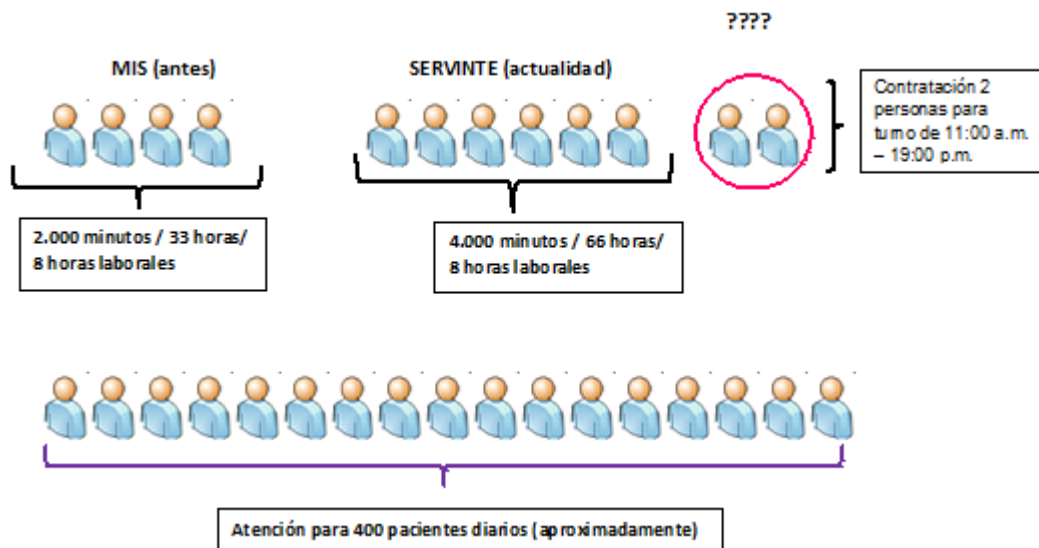 ????
MIS (antes)
SERVINTE (actualidad)
Contratación 2
personas para
turno de 11:00 a.m.
– 19:00 p.m.
2.000 minutos / 33 horas/
8 horas laborales
4.000 minutos / 66 horas/
8 horas laborales
Atención para 400 pacientes diarios (aproximadamente)